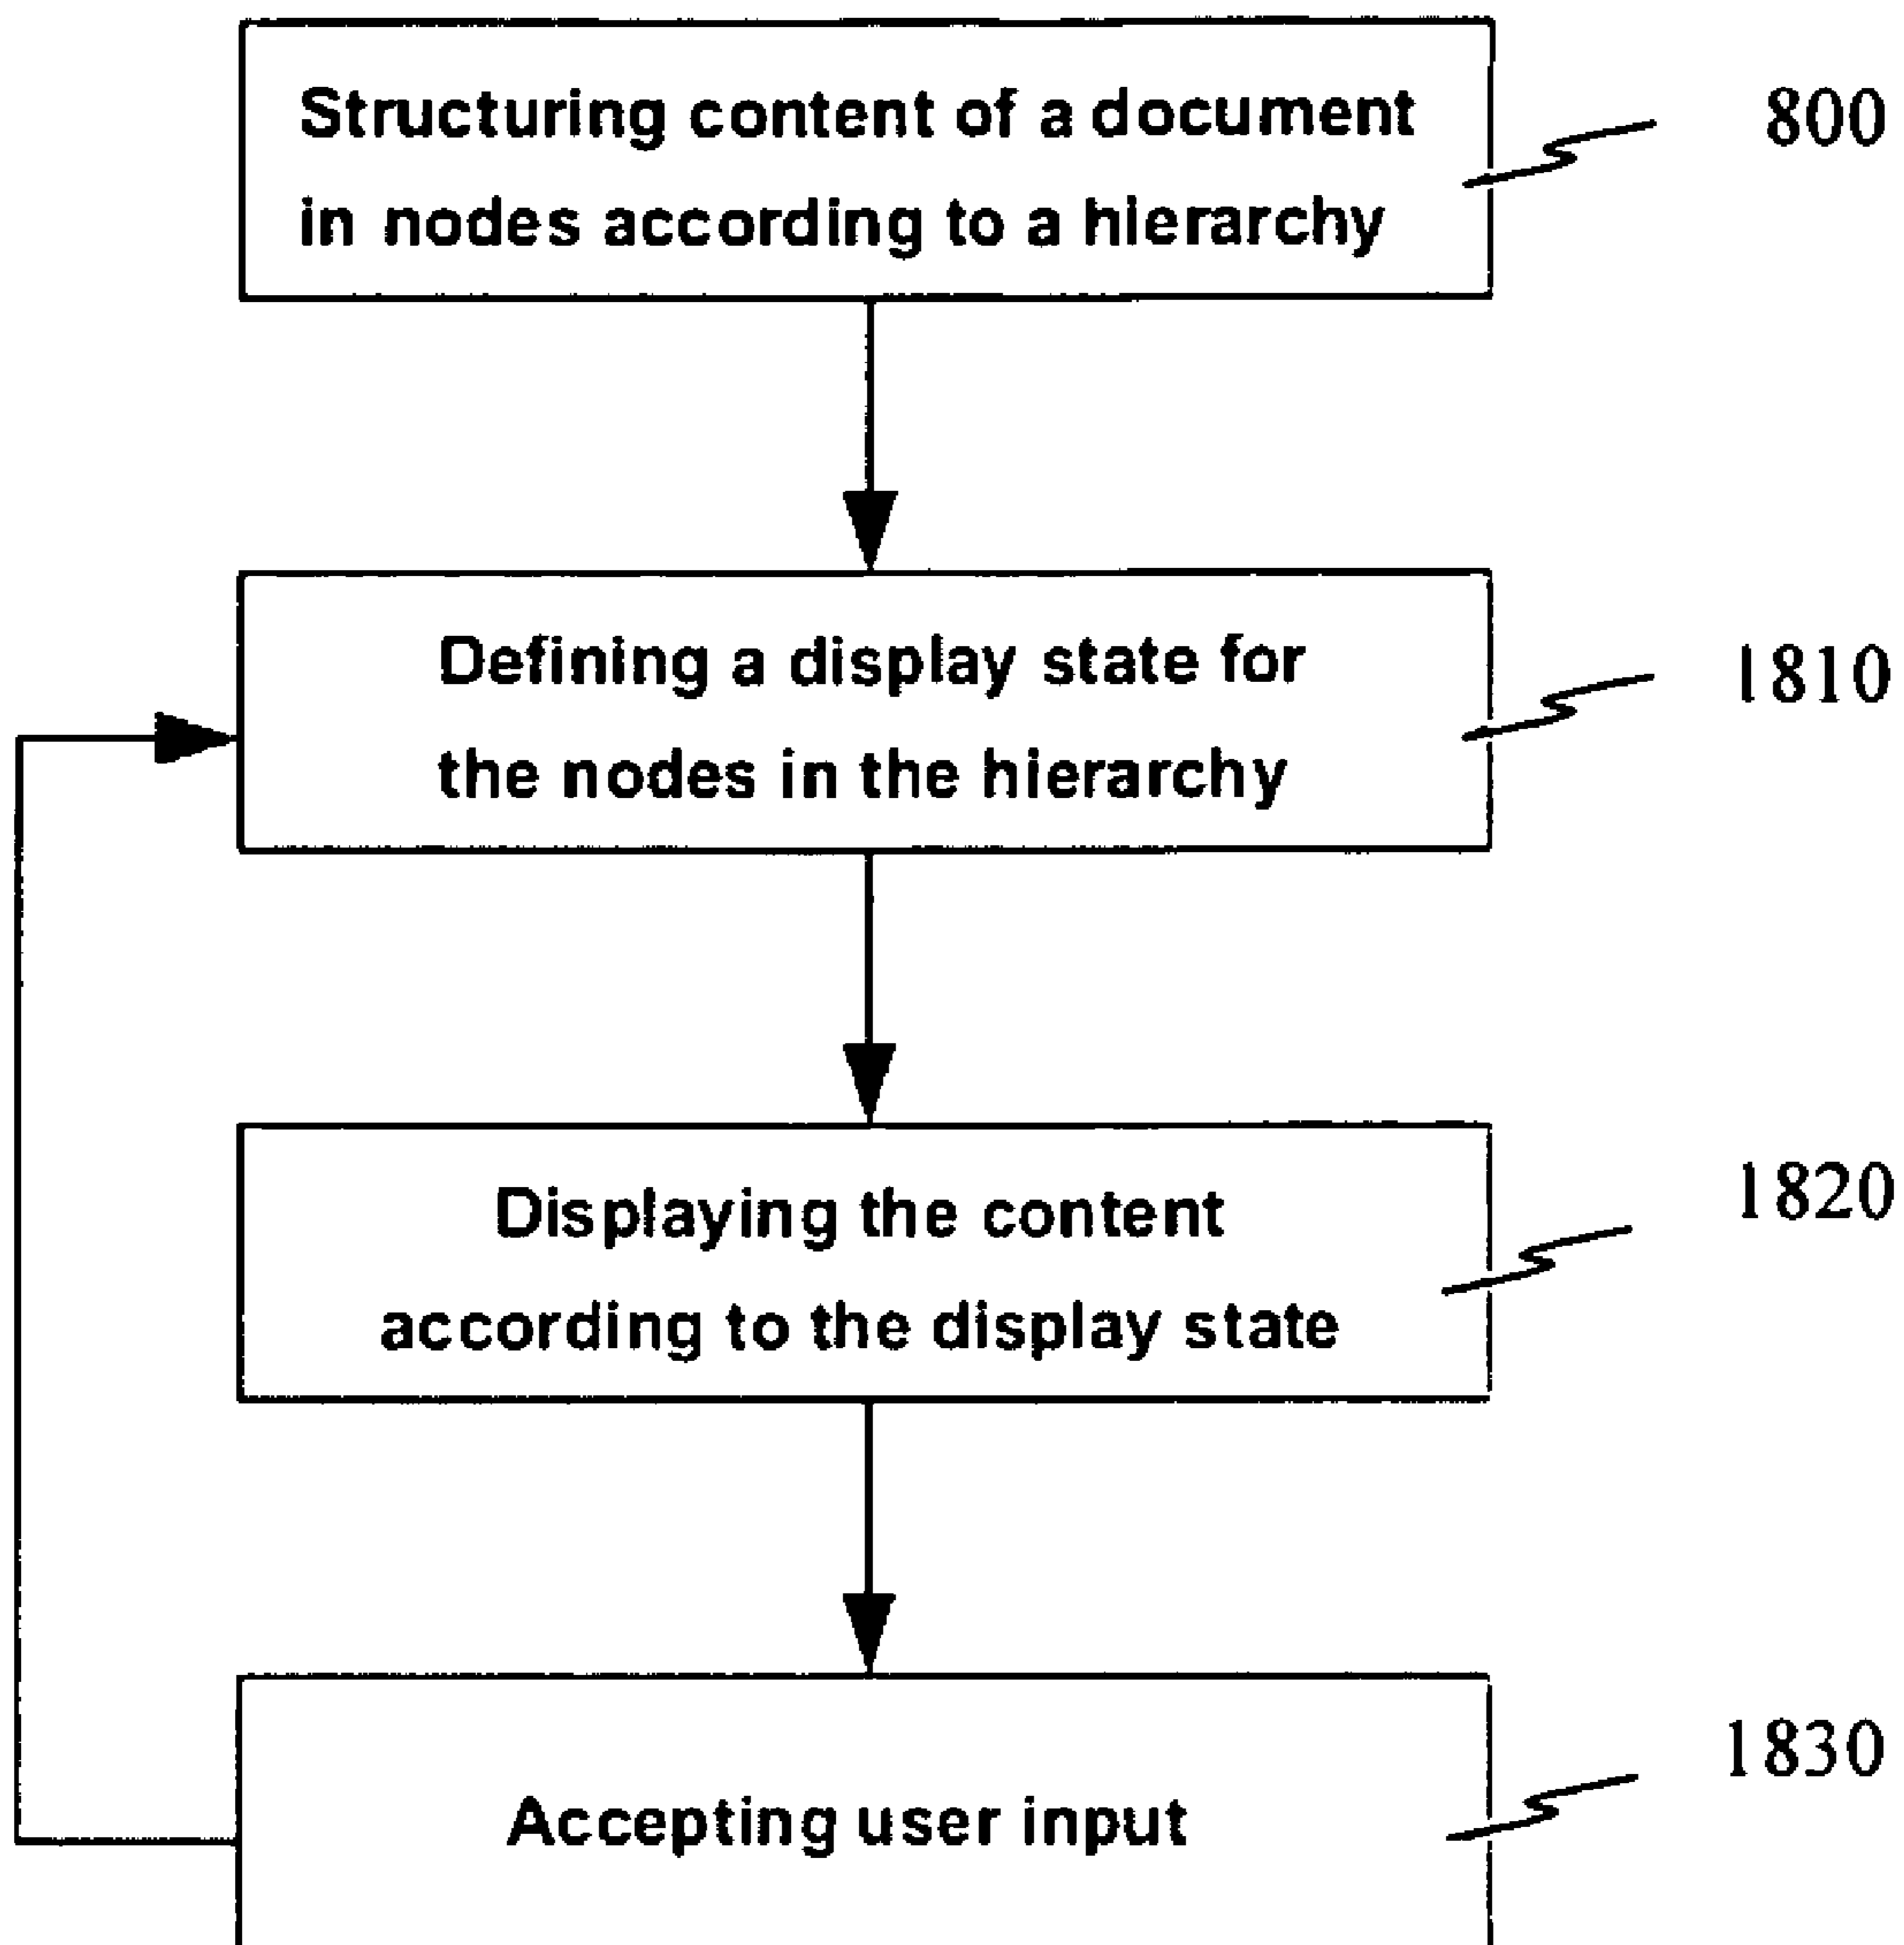 Structuring content of a document
in nodes according to a hierarchy
800
Defining a display state for
the nodes in the hierarchy
1810
Displaying the content
according to the display state
1820
Accepting user input
1830